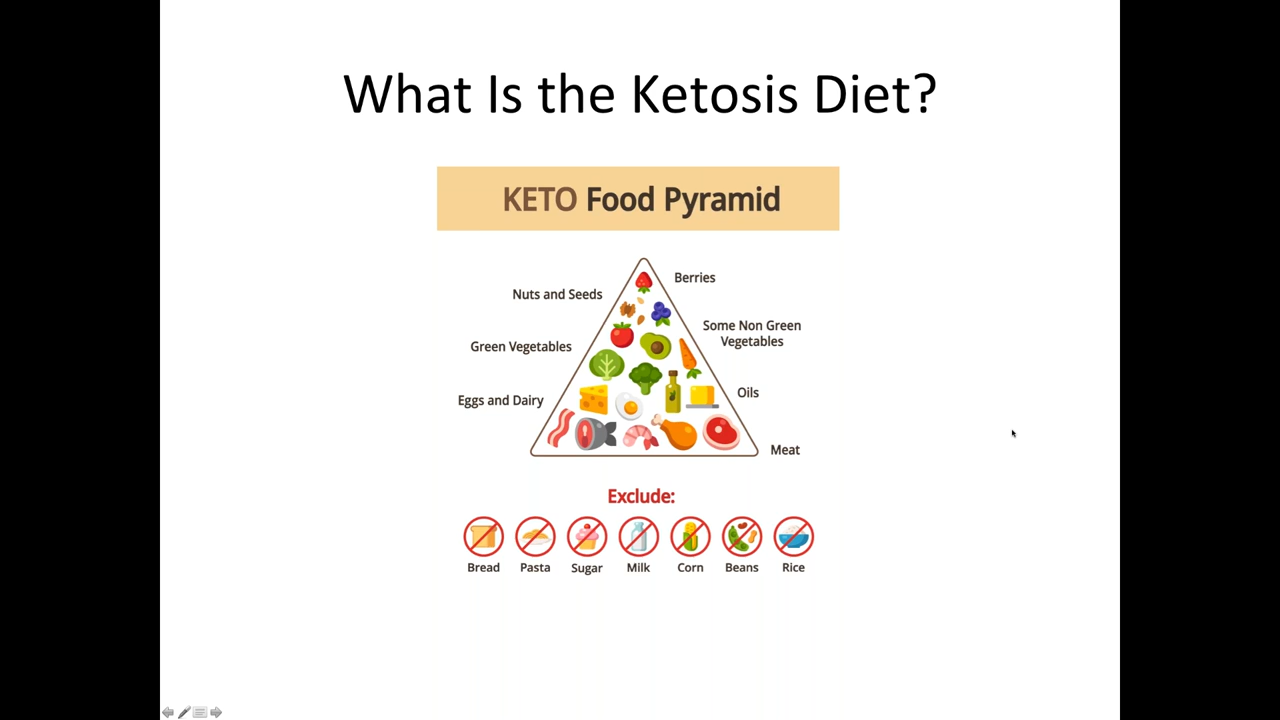 What Is the Ketosis Diet?
KETO Food Pyramid
Berries
Nuts and Seeds
Some Non Green
Vegetables
Green Vegetables
Oils
Eggs and Dairy
Meat
Exclude:
Bread Pasta Sugar Milk Corn Beans Rice